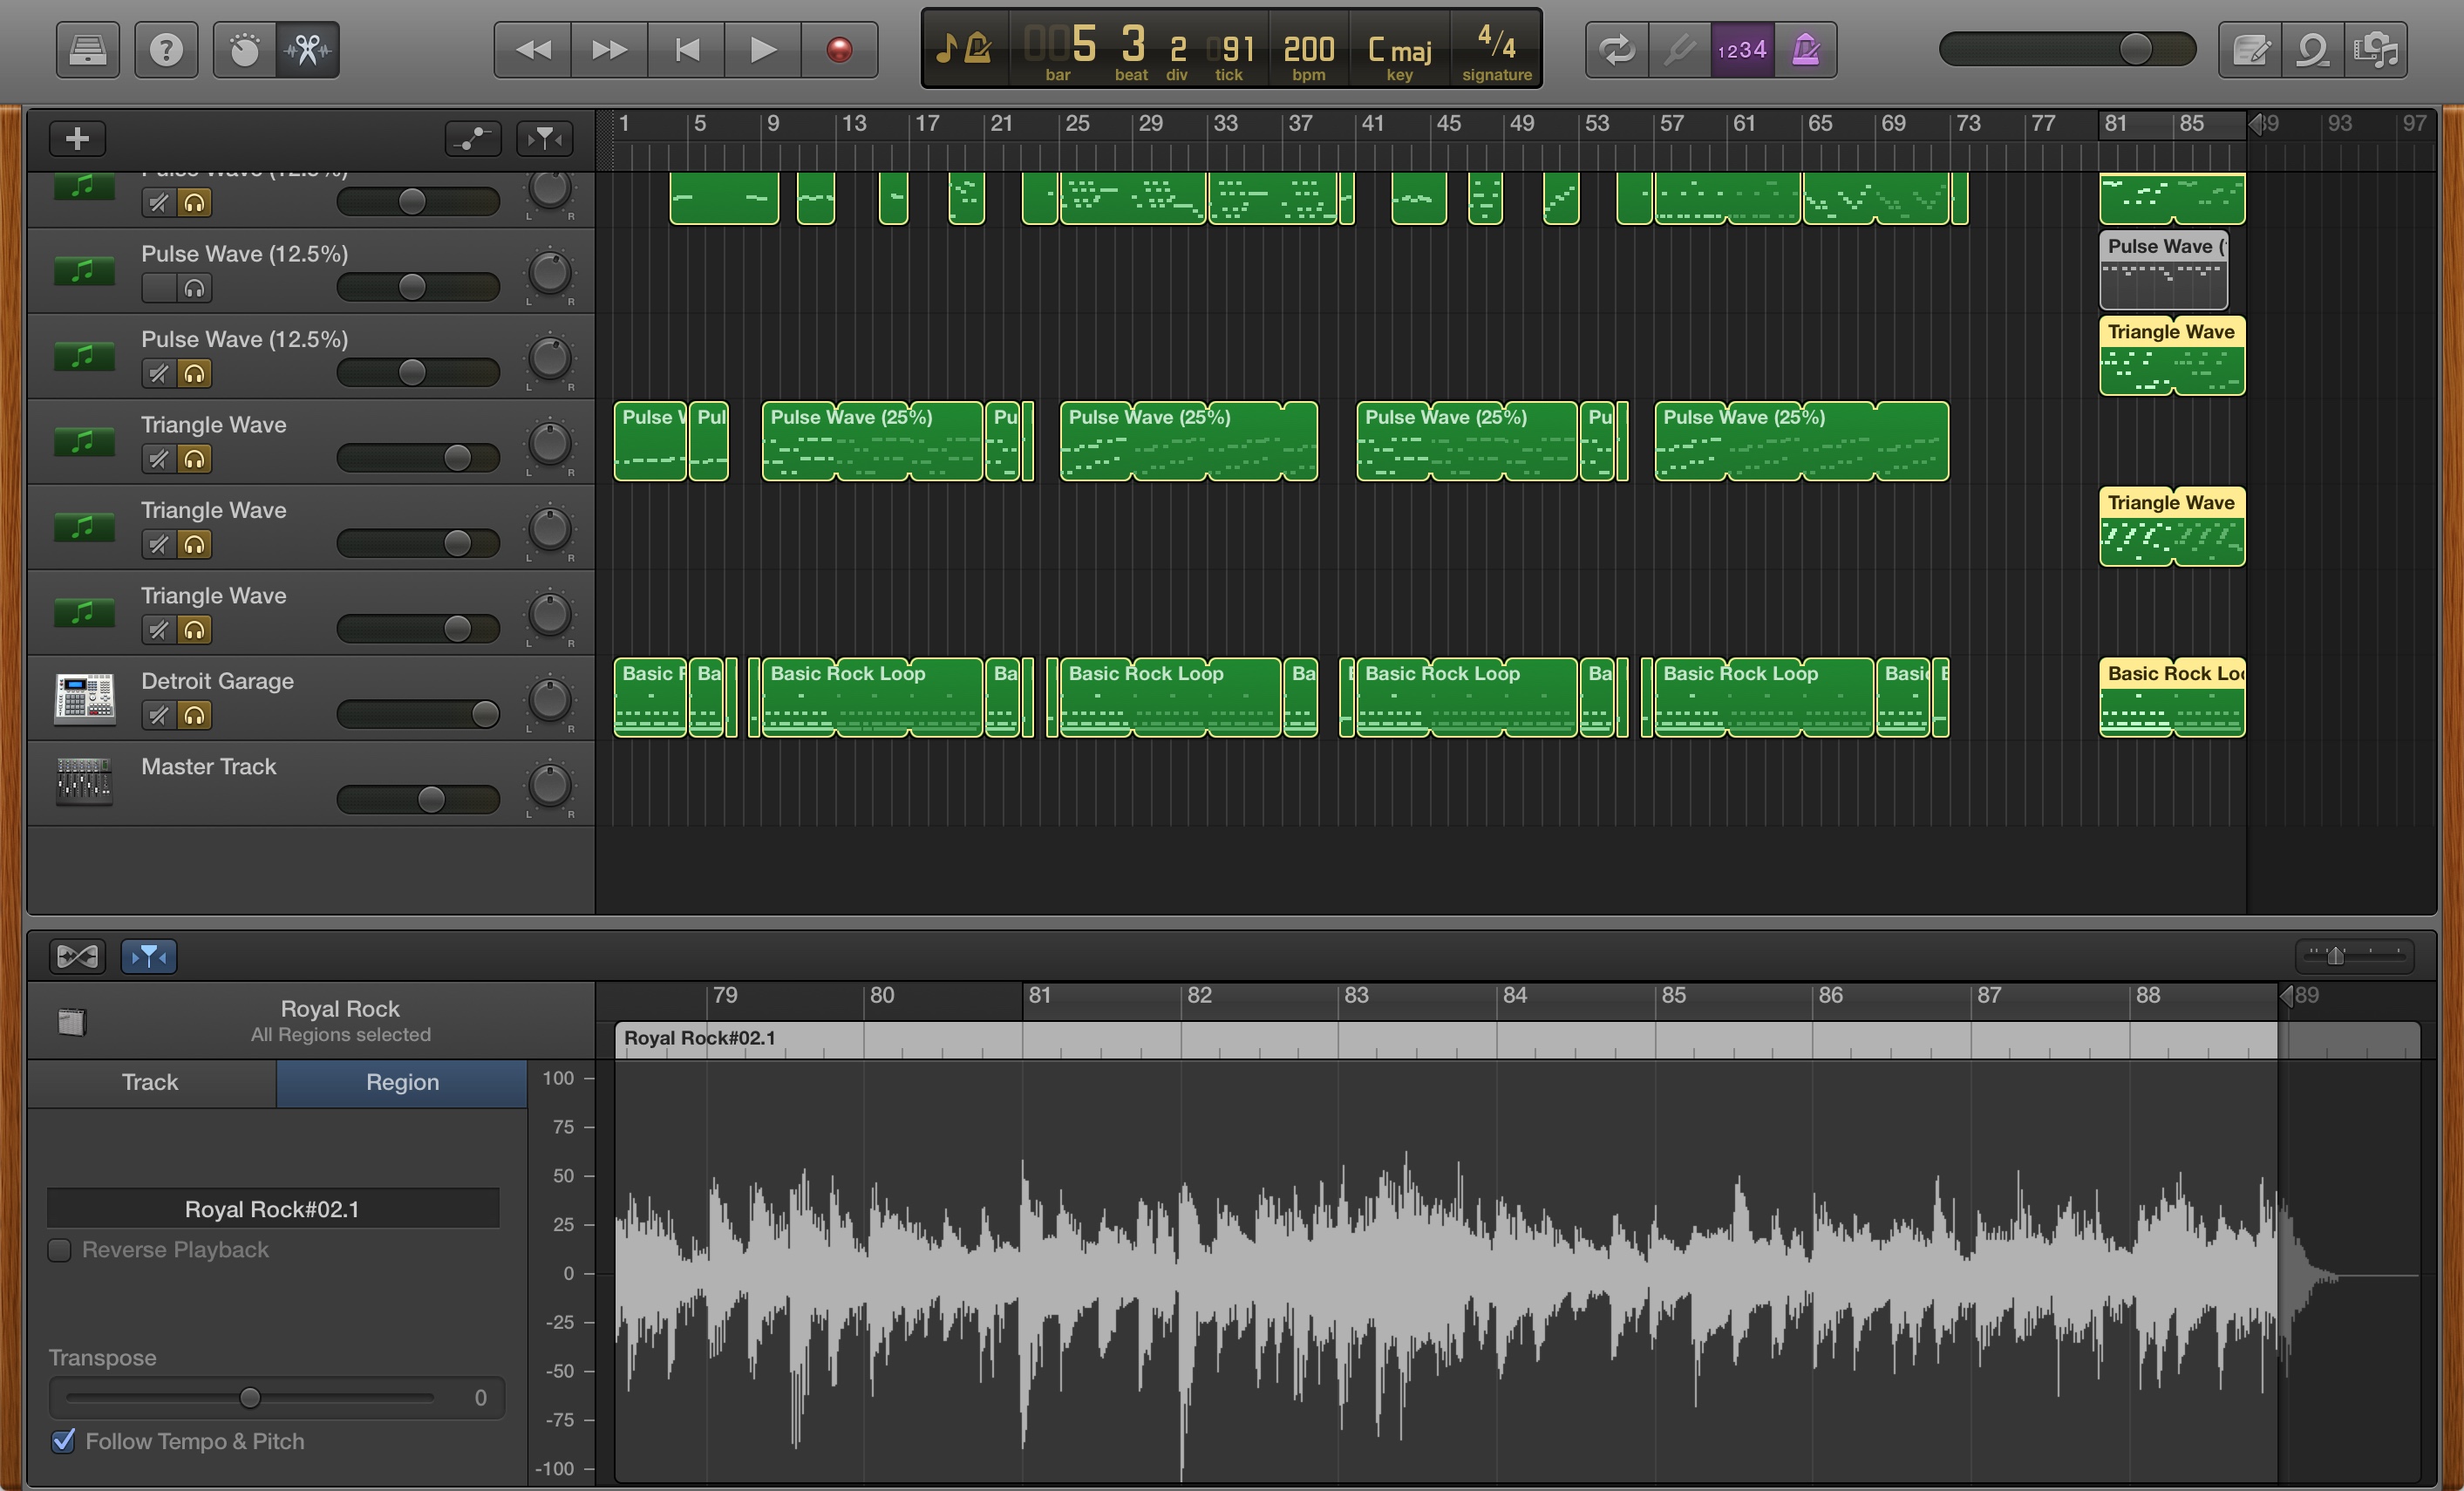 005 3 2 091 200 C maj 4/4
bar beat div tick bpm key signature
1234
1 5 9 13 17 21 25 29 33 37 41 45 49 53 57 61 65 69 73 77 81 85 89 93 97
Pulse Wave (12.5%)
L R
Pulse Wave (12.5%)
Pulse Wave (
L R
Pulse Wave (12.5%)
Triangle Wave
L R
Triangle Wave
Pulse W Pul Pulse Wave (25%) Pu Pulse Wave (25%) Pulse Wave (25%) Pu Pulse Wave (25%)
L R
Triangle Wave
Triangle Wave
L R
Triangle Wave
L R
Detroit Garage
Basic R Ba Basic Rock Loop Ba Basic Rock Loop Ba B Basic Rock Loop Ba Basic Rock Loop Basi B Basic Rock Loo
L R
Master Track
L R
79 80 81 82 83 84 85 86 87 88 89
Royal Rock
All Regions selected
Royal Rock#02.1
Track Region
100
75
50
25
0
-25
-50
-75
-100
Royal Rock#02.1
Reverse Playback
Transpose
0
Follow Tempo & Pitch